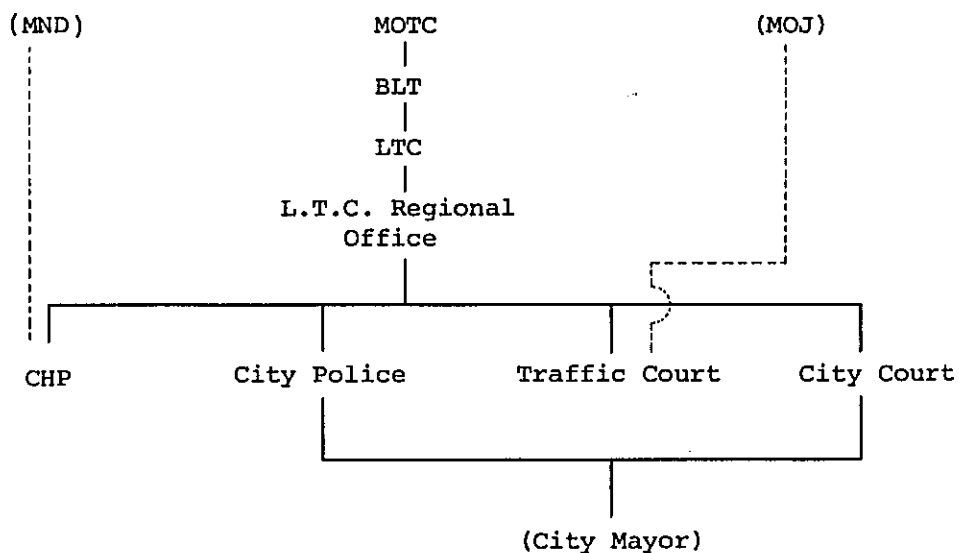 (MND) MOTC (MOJ)
BLT
LTC
L.T.C. Regional
Office
CHP City Police Traffic Court City Court
(City Mayor)